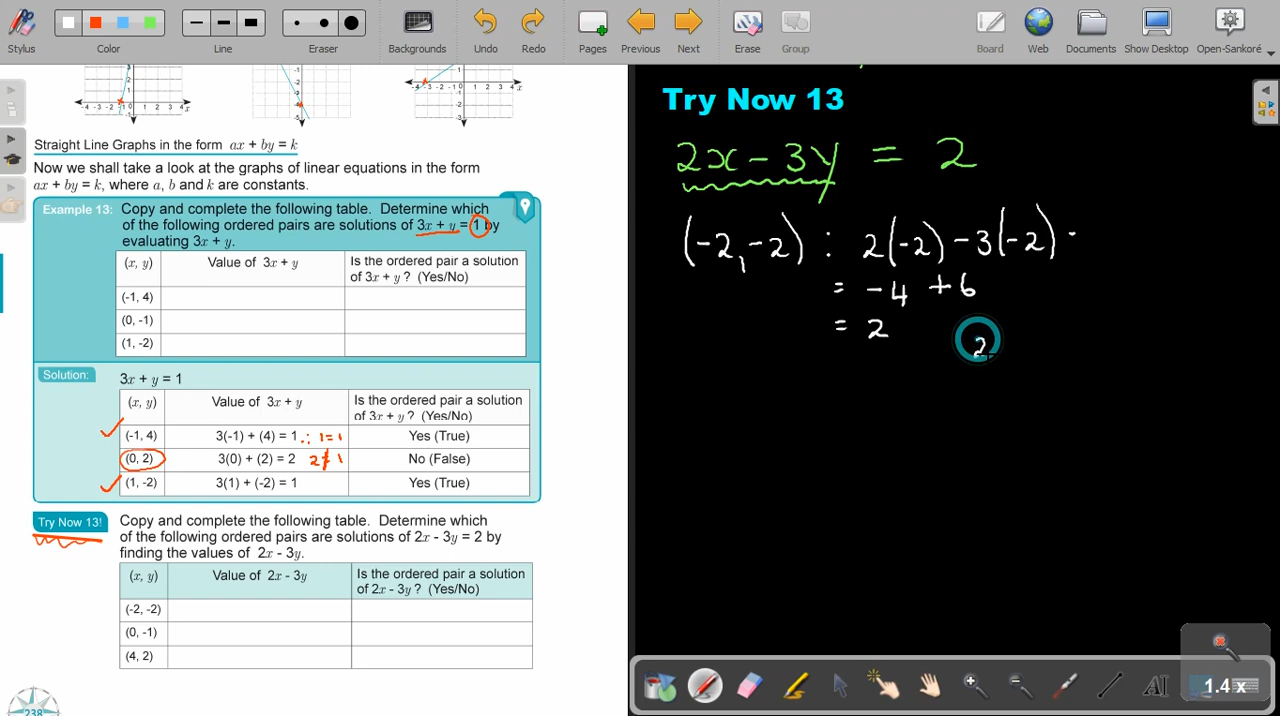 Stylus
Color
Line
Eraser
Backgrounds
Undo
Redo
Pages
Previous
Next
Erase
Group
Board
Web
Documents
Show Desktop
Open-Sankoré
Straight Line Graphs in the form ax + by = k
Now we shall take a look at the graphs of linear equations in the form
ax + by = k, where a, b and k are constants.
Example 13: Copy and complete the following table. Determine which
of the following ordered pairs are solutions of 3x + y = 1 by
evaluating 3x + y.
(x, y) Value of 3x + y Is the ordered pair a solution
of 3x + y ? (Yes/No)
(-1, 4)
(0, -1)
(1, -2)
Solution:
3x + y = 1
(x, y) Value of 3x + y Is the ordered pair a solution
of 3x + y ? (Yes/No)
(-1, 4) 3(-1) + (4) = 1 ∴ 1 = 1 Yes (True)
(0, 2) 3(0) + (2) = 2 2 ≠ 1 No (False)
(1, -2) 3(1) + (-2) = 1 Yes (True)
Try Now 13! Copy and complete the following table. Determine which
of the following ordered pairs are solutions of 2x - 3y = 2 by
finding the values of 2x - 3y.
(x, y) Value of 2x - 3y Is the ordered pair a solution
of 2x - 3y ? (Yes/No)
(-2, -2)
(0, -1)
(4, 2)
238
Try Now 13
2x - 3y = 2
(-2, -2) : 2(-2) - 3(-2)
= -4 + 6
= 2 2
1.4 x